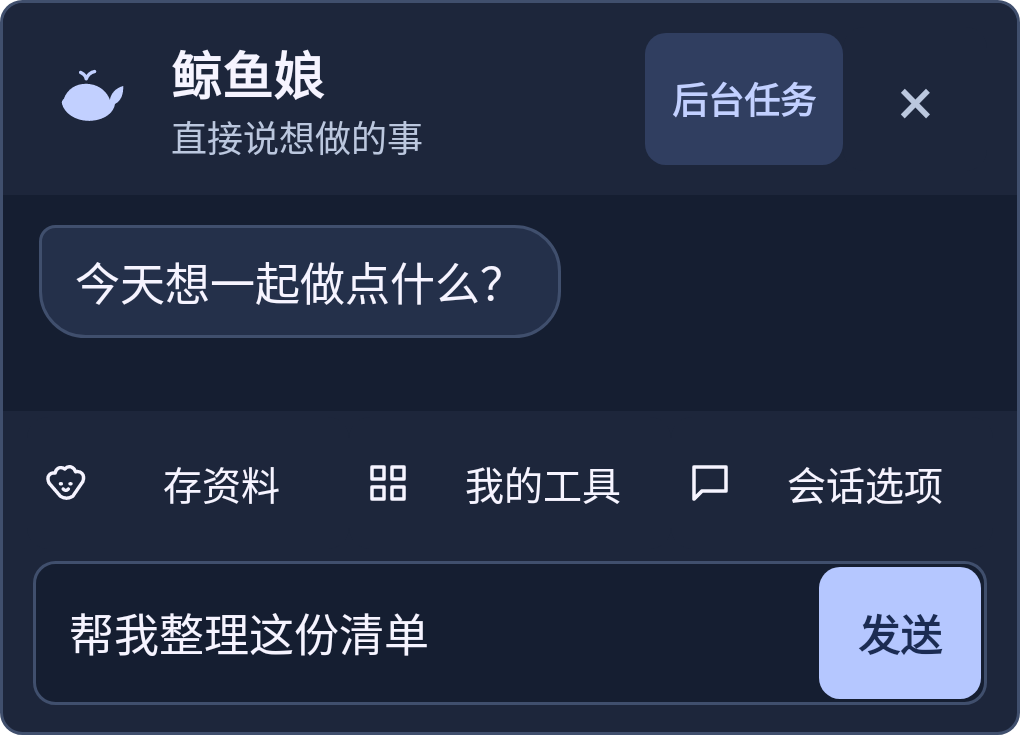 鲸鱼娘
直接说想做的事
后台任务
今天想一起做点什么?
存资料
我的工具
会话选项
帮我整理这份清单
发送